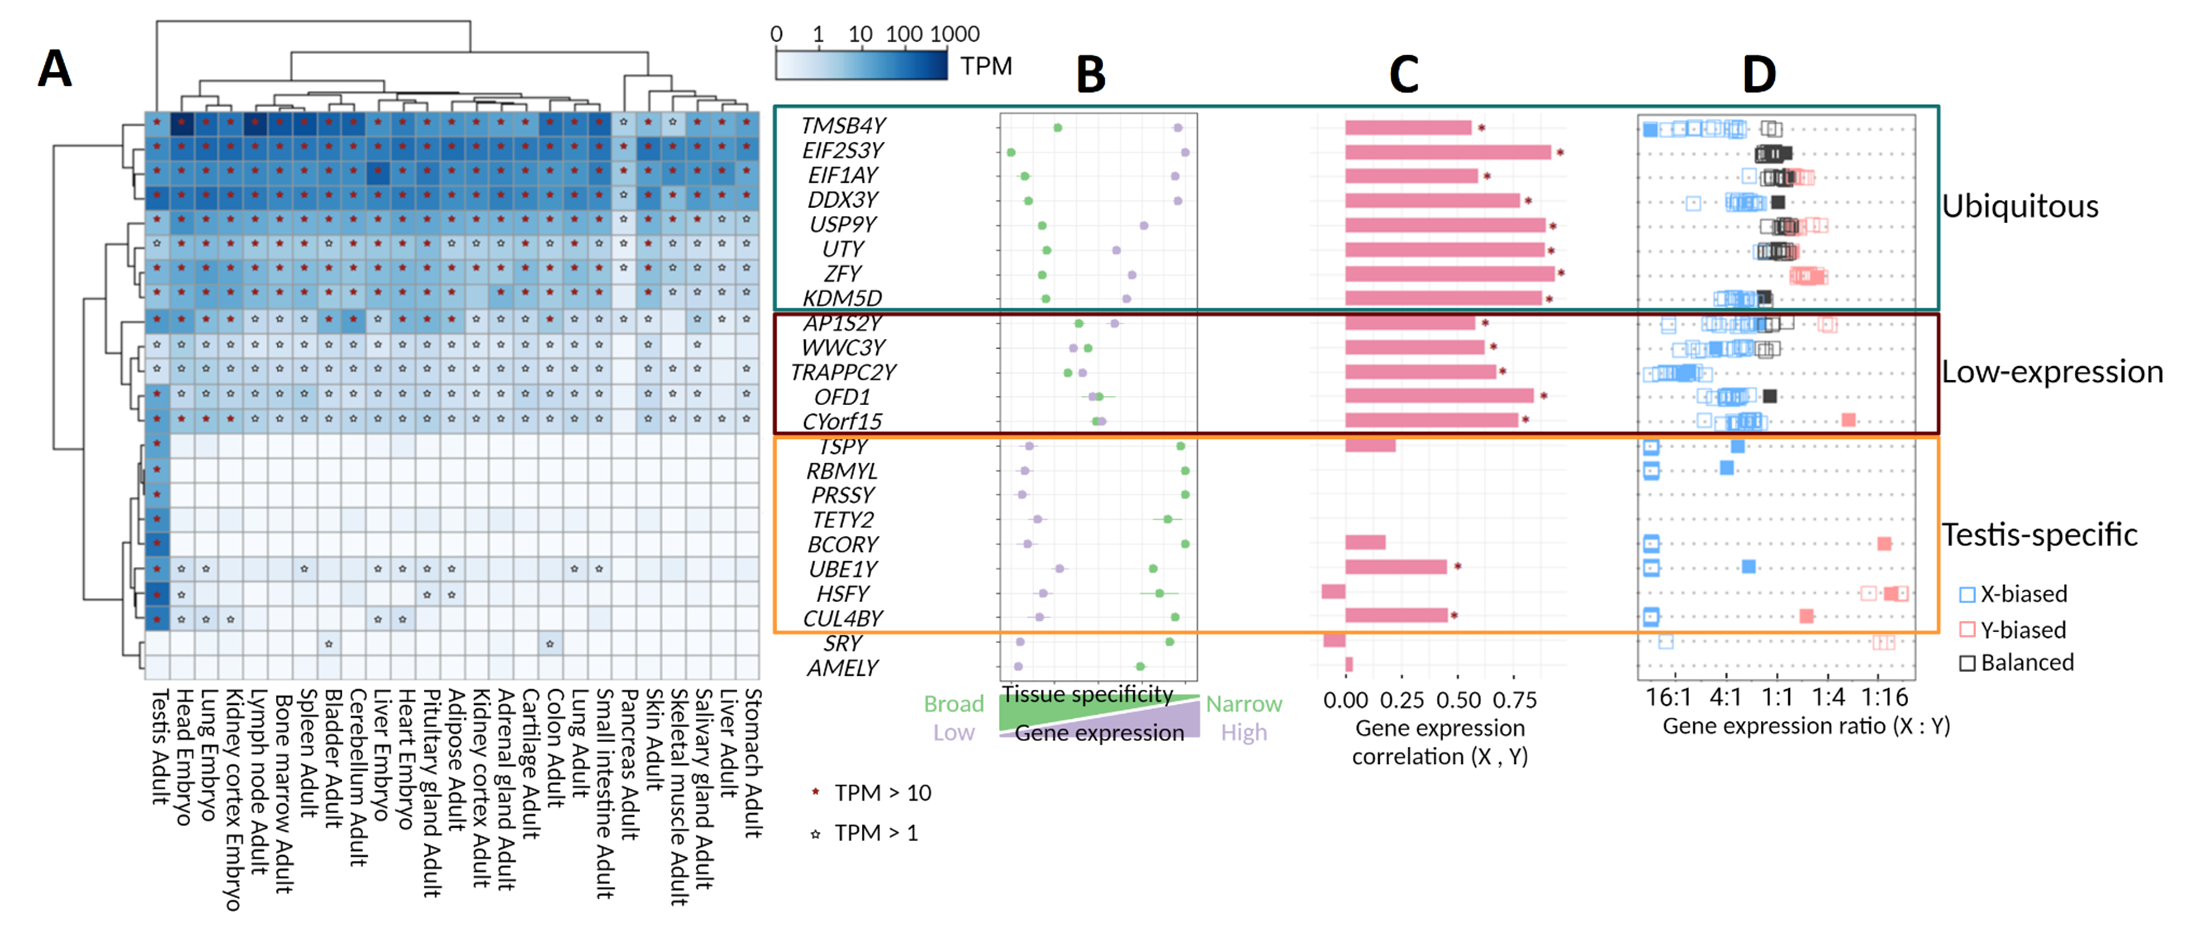 A
0 1 10 100 1000
TPM
B
C
D
TMSB4Y
EIF2S3Y
EIF1AY
DDX3Y
USP9Y
UTY
ZFY
KDM5D
AP1S2Y
WWC3Y
TRAPPC2Y
OFD1
CYorf15
TSPY
RBMYL
PRSSY
TETY2
BCORY
UBE1Y
HSFY
CUL4BY
SRY
AMELY
Ubiquitous
Low-expression
Testis-specific
X-biased
Y-biased
Balanced
Testis Adult
Head Embryo
Lung Embryo
Kidney cortex Embryo
Lymph node Adult
Bone marrow Adult
Spleen Adult
Bladder Adult
Cerebellum Adult
Liver Embryo
Heart Embryo
Pituitary gland Adult
Adipose Adult
Kidney cortex Adult
Adrenal gland Adult
Cartilage Adult
Colon Adult
Lung Adult
Small intestine Adult
Pancreas Adult
Skin Adult
Skeletal muscle Adult
Salivary gland Adult
Liver Adult
Stomach Adult
Tissue specificity
Broad Narrow
Low Gene expression High
0.00 0.25 0.50 0.75
Gene expression
correlation (X , Y)
16:1 4:1 1:1 1:4 1:16
Gene expression ratio (X : Y)
TPM > 10
TPM > 1